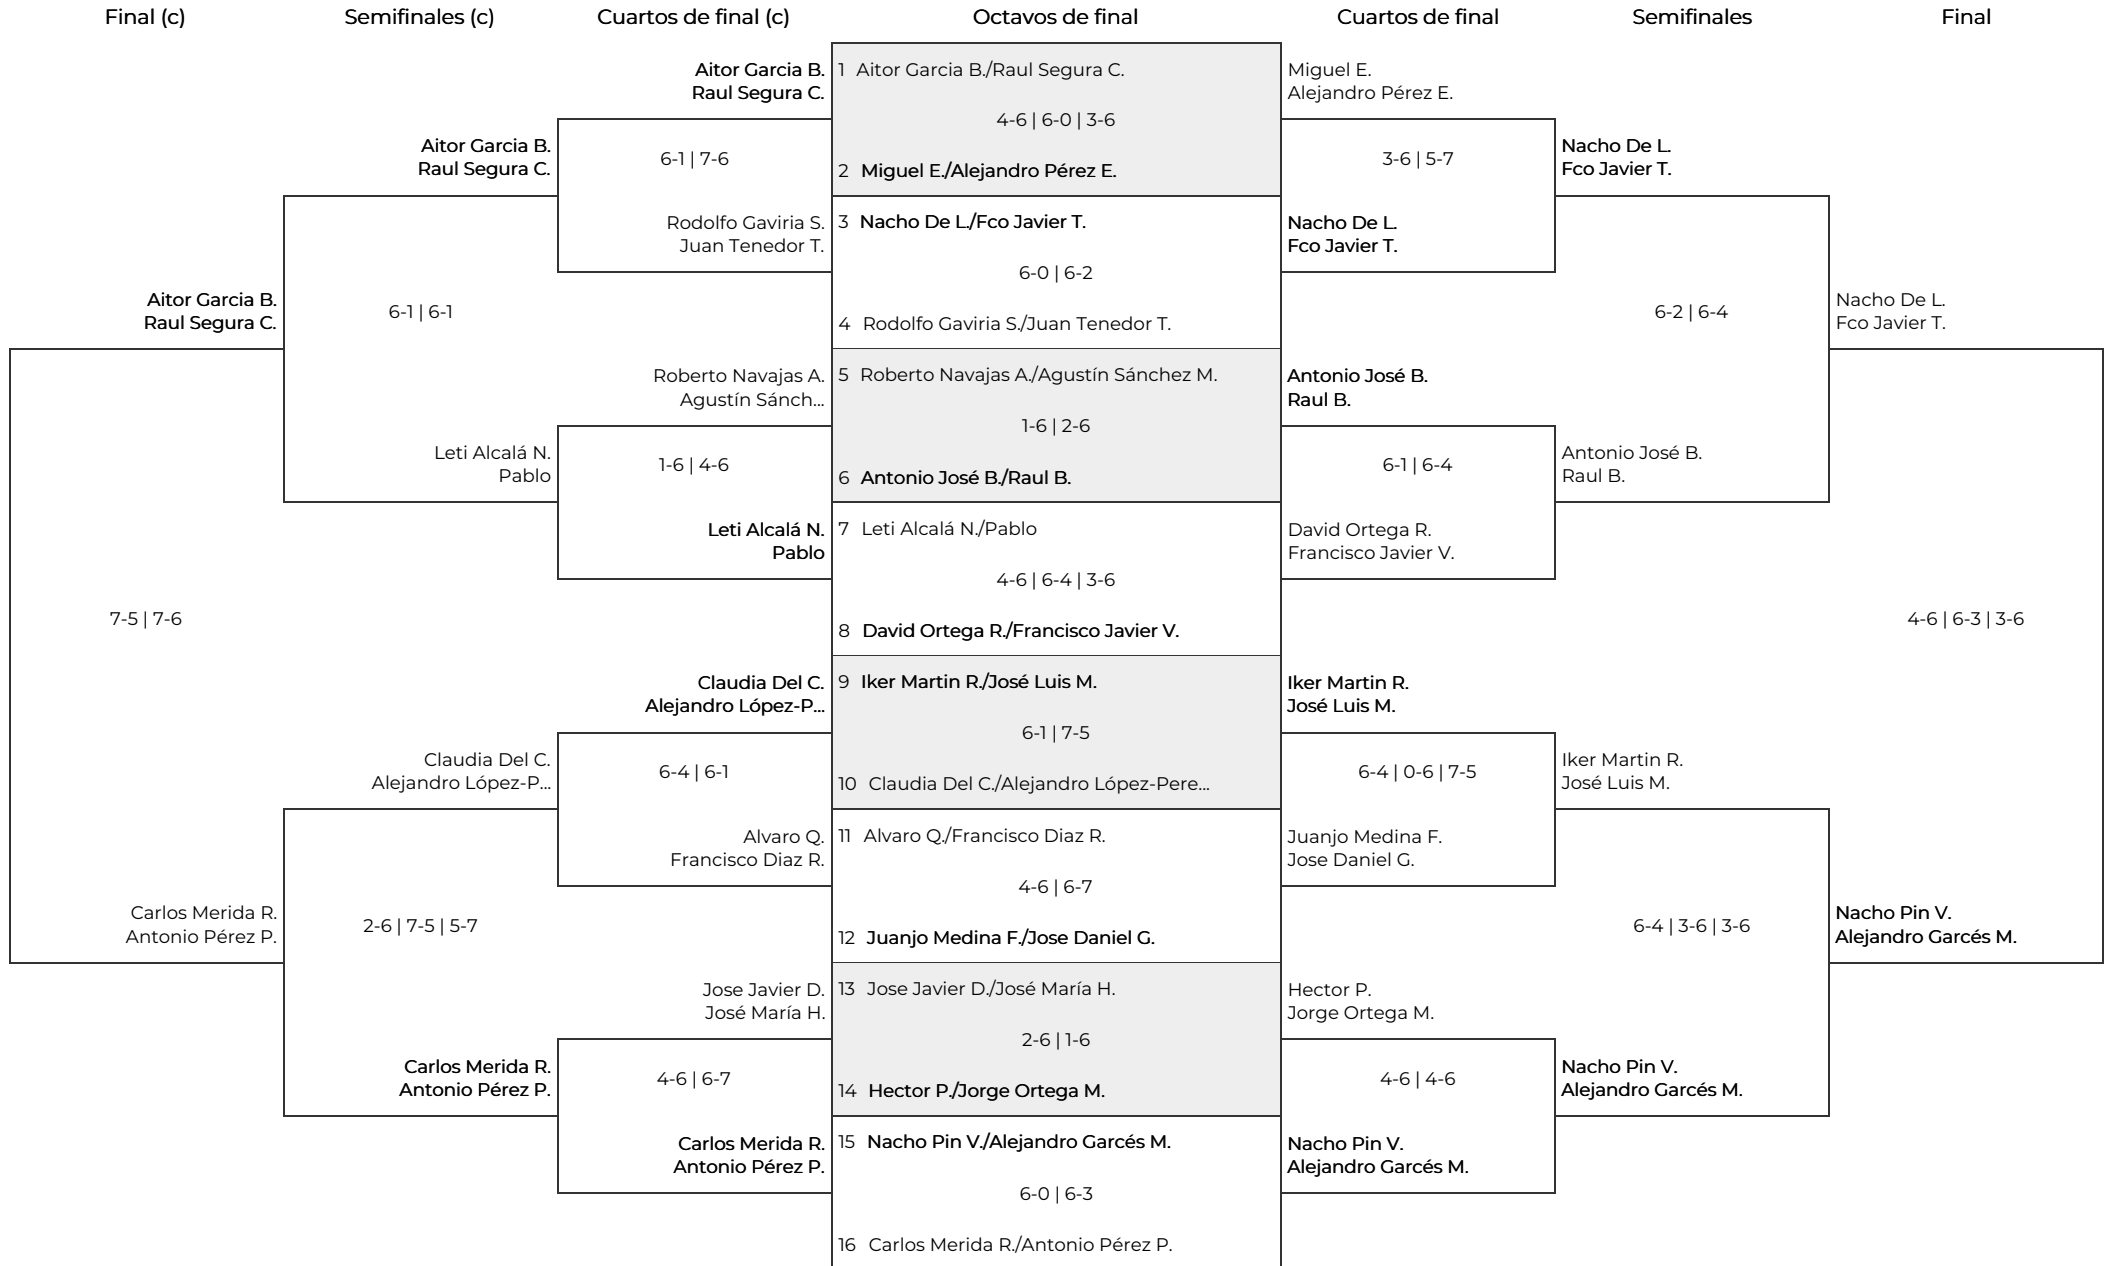 Final (c)
Semifinales (c)
Cuartos de final (c)
Octavos de final
Cuartos de final
Semifinales
Final
Aitor Garcia B.
Raul Segura C.
7-5 | 7-6
Carlos Merida R.
Antonio Pérez P.
Aitor Garcia B.
Raul Segura C.
6-1 | 6-1
Leti Alcalá N.
Pablo
Claudia Del C.
Alejandro López-P...
2-6 | 7-5 | 5-7
Carlos Merida R.
Antonio Pérez P.
Aitor Garcia B.
Raul Segura C.
6-1 | 7-6
Rodolfo Gaviria S.
Juan Tenedor T.
Roberto Navajas A.
Agustín Sánch...
1-6 | 4-6
Leti Alcalá N.
Pablo
Claudia Del C.
Alejandro López-P...
6-4 | 6-1
Alvaro Q.
Francisco Diaz R.
Jose Javier D.
José María H.
4-6 | 6-7
Carlos Merida R.
Antonio Pérez P.
1 Aitor Garcia B./Raul Segura C.
4-6 | 6-0 | 3-6
2 Miguel E./Alejandro Pérez E.
3 Nacho De L./Fco Javier T.
6-0 | 6-2
4 Rodolfo Gaviria S./Juan Tenedor T.
5 Roberto Navajas A./Agustín Sánchez M.
1-6 | 2-6
6 Antonio José B./Raul B.
7 Leti Alcalá N./Pablo
4-6 | 6-4 | 3-6
8 David Ortega R./Francisco Javier V.
9 Iker Martin R./José Luis M.
6-1 | 7-5
10 Claudia Del C./Alejandro López-Pere...
11 Alvaro Q./Francisco Diaz R.
4-6 | 6-7
12 Juanjo Medina F./Jose Daniel G.
13 Jose Javier D./José María H.
2-6 | 1-6
14 Hector P./Jorge Ortega M.
15 Nacho Pin V./Alejandro Garcés M.
6-0 | 6-3
16 Carlos Merida R./Antonio Pérez P.
Miguel E.
Alejandro Pérez E.
3-6 | 5-7
Nacho De L.
Fco Javier T.
Antonio José B.
Raul B.
6-1 | 6-4
David Ortega R.
Francisco Javier V.
Iker Martin R.
José Luis M.
6-4 | 0-6 | 7-5
Juanjo Medina F.
Jose Daniel G.
Hector P.
Jorge Ortega M.
4-6 | 4-6
Nacho Pin V.
Alejandro Garcés M.
Nacho De L.
Fco Javier T.
6-2 | 6-4
Antonio José B.
Raul B.
Iker Martin R.
José Luis M.
6-4 | 3-6 | 3-6
Nacho Pin V.
Alejandro Garcés M.
Nacho De L.
Fco Javier T.
4-6 | 6-3 | 3-6
Nacho Pin V.
Alejandro Garcés M.